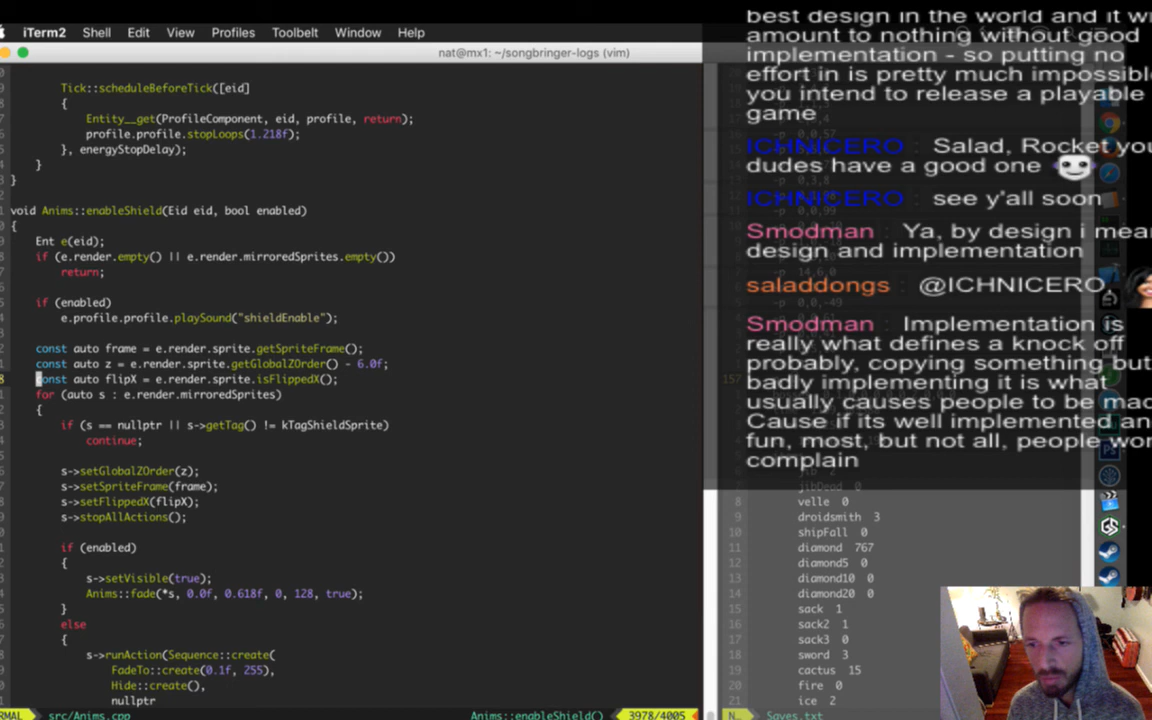 iTerm2 Shell Edit View Profiles Toolbelt Window Help
nat@mx1: ~/songbringer-logs (vim)
Tick::scheduleBeforeTick([eid]
{
Entity__get(ProfileComponent, eid, profile, return);
profile.profile.stopLoops(1.218f);
}, energyStopDelay);
}
}
void Anims::enableShield(Eid eid, bool enabled)
{
Ent e(eid);
if (e.render.empty() || e.render.mirroredSprites.empty())
return;
if (enabled)
e.profile.profile.playSound("shieldEnable");
const auto frame = e.render.sprite.getSpriteFrame();
const auto z = e.render.sprite.getGlobalZOrder() - 6.0f;
const auto flipX = e.render.sprite.isFlippedX();
for (auto s : e.render.mirroredSprites)
{
if (s == nullptr || s->getTag() != kTagShieldSprite)
continue;
s->setGlobalZOrder(z);
s->setSpriteFrame(frame);
s->setFlippedX(flipX);
s->stopAllActions();
if (enabled)
{
s->setVisible(true);
Anims::fade(*s, 0.0f, 0.618f, 0, 128, true);
}
else
{
s->runAction(Sequence::create(
FadeTo::create(0.1f, 255),
Hide::create(),
nullptr
RMAL src/Anims.cpp Anims::enableShield() 3978/4005
best design in the world and it wi
amount to nothing without good
implementation - so putting no
effort in is pretty much impossible
you intend to release a playable
game
ICHNICERO : Salad, Rocket you
dudes have a good one
ICHNICERO : see y'all soon
Smodman : Ya, by design i mean
design and implementation
saladdongs : @ICHNICERO,
Smodman : Implementation is
really what defines a knock off
probably, copying something but
badly implementing it is what
usually causes people to be mad
Cause if its well implemented an
fun, most, but not all, people won
complain
jibDead 0
8 velle 0
9 droidsmith 3
10 shipFall 0
11 diamond 767
12 diamond5 0
13 diamond10 0
14 diamond20 0
15 sack 1
16 sack2 1
17 sack3 0
18 sword 3
19 cactus 15
20 fire 0
21 ice 2
N… Saves.txt